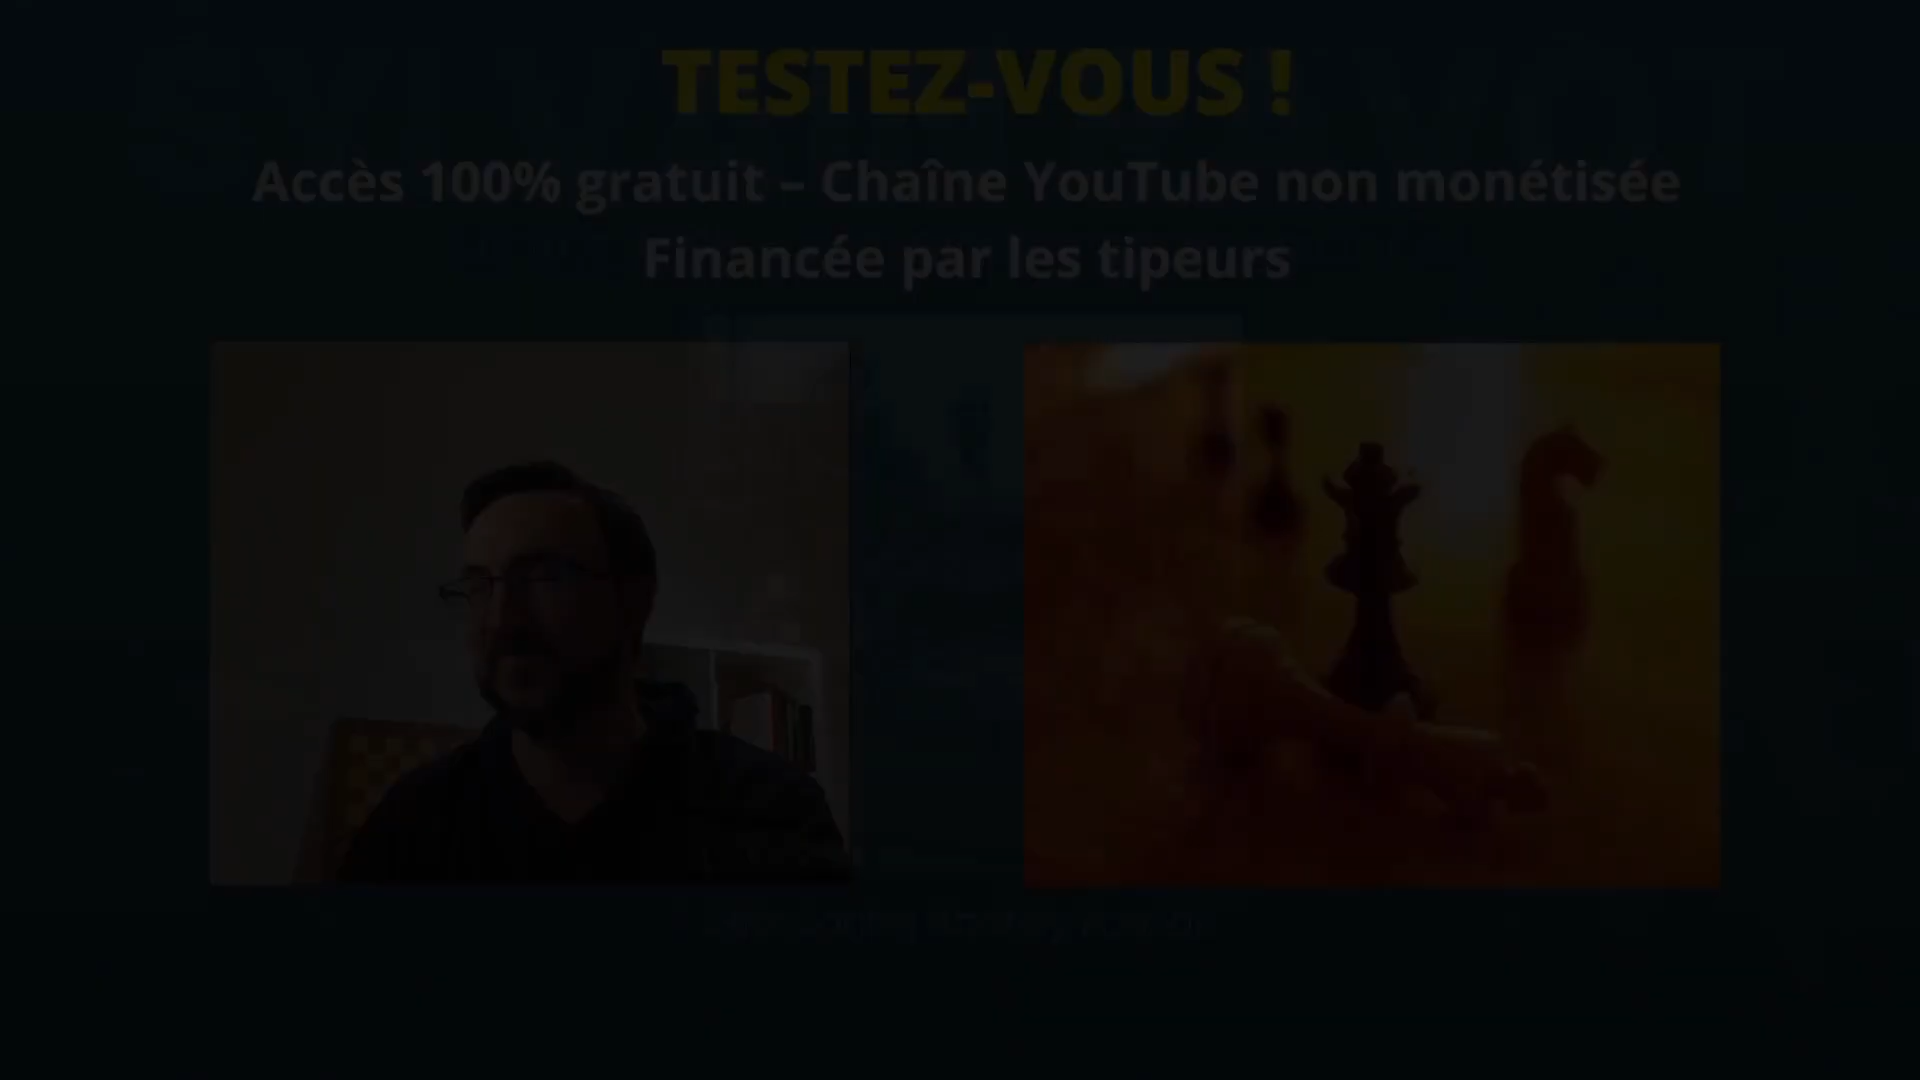 TESTEZ-VOUS !
Accès 100% gratuit – Chaîne YouTube non monétisée
Financée par les tipeurs